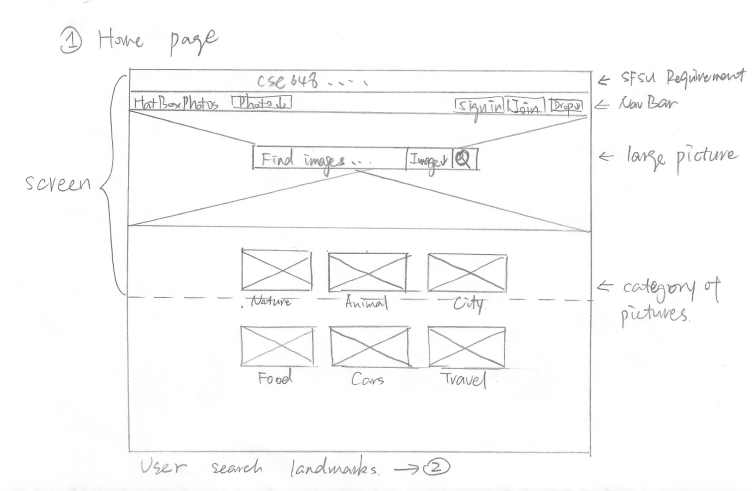 ① Home page
CSE 648 .....
← SFSU Requirement
HatBoxPhotos Photo↓ Sign in Join Drop↓
← Nav Bar
Find images ... Image↓
← large picture
screen
Nature Animal City
← category of
pictures.
Food Cars Travel
User search landmarks. → ②